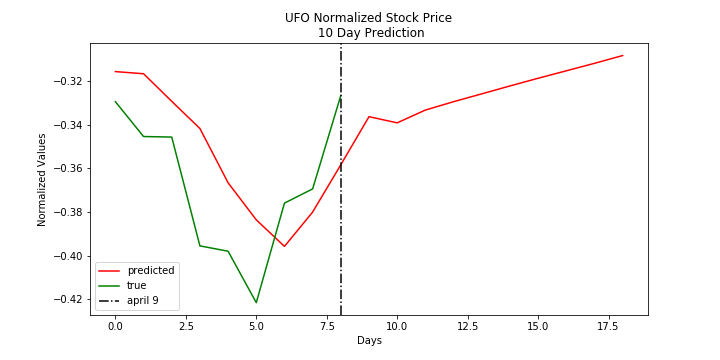 UFO Normalized Stock Price
10 Day Prediction
−0.32
−0.34
−0.36
−0.38
−0.40
−0.42
Normalized Values
predicted
true
april 9
0.0 2.5 5.0 7.5 10.0 12.5 15.0 17.5
Days